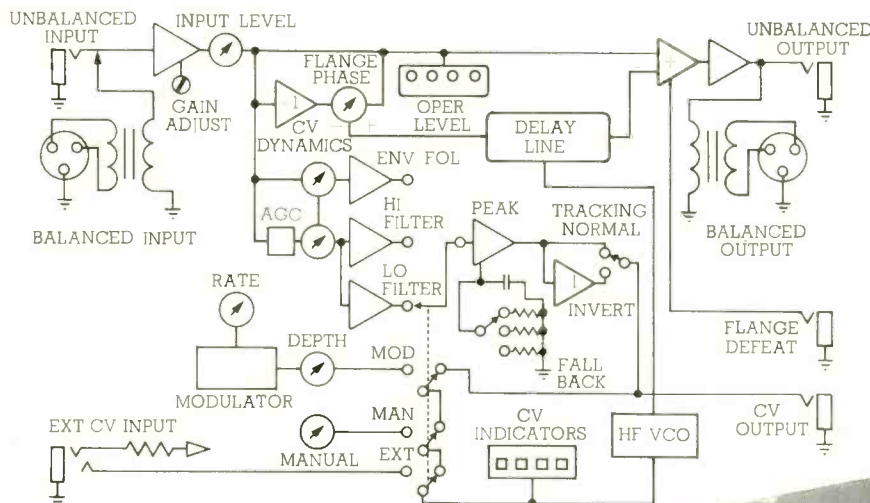 UNBALANCED
INPUT
INPUT LEVEL
GAIN
ADJUST
BALANCED INPUT
FLANGE
PHASE
-1
- +
CV
DYNAMICS
OPER
LEVEL
DELAY
LINE
+
UNBALANCED
OUTPUT
BALANCED
OUTPUT
ENV FOL
AGC
HI
FILTER
LO
FILTER
PEAK
TRACKING
NORMAL
1
INVERT
FALL
BACK
RATE
MODULATOR
DEPTH
MOD
MAN
MANUAL
EXT
EXT CV INPUT
CV
INDICATORS
HF VCO
FLANGE
DEFEAT
CV
OUTPUT